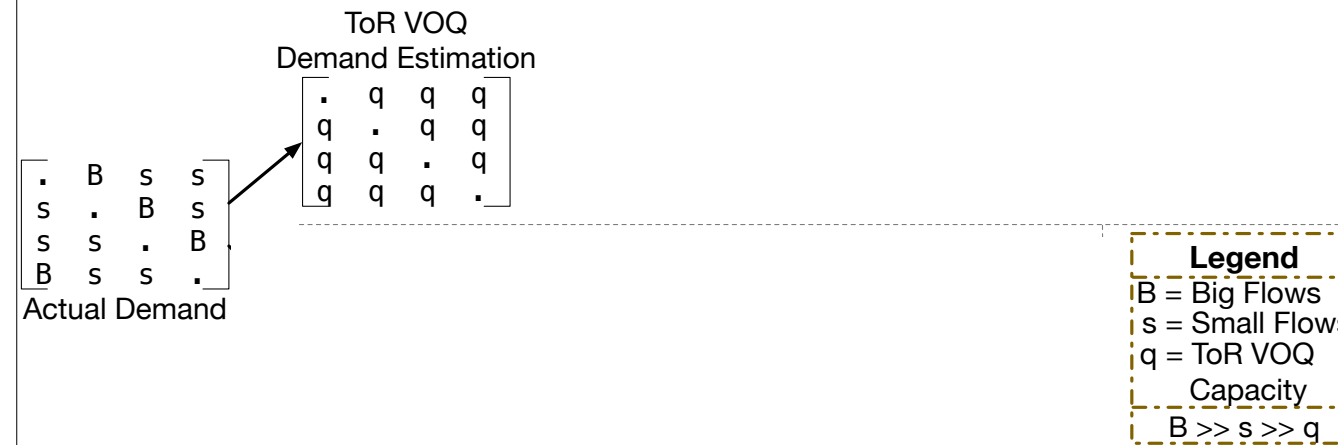 ToR VOQ
Demand Estimation
. q q q
q . q q
q q . q
q q q .
. B s s
s . B s
s s . B
B s s .
Actual Demand
Legend
B = Big Flows
s = Small Flows
q = ToR VOQ
Capacity
B >> s >> q